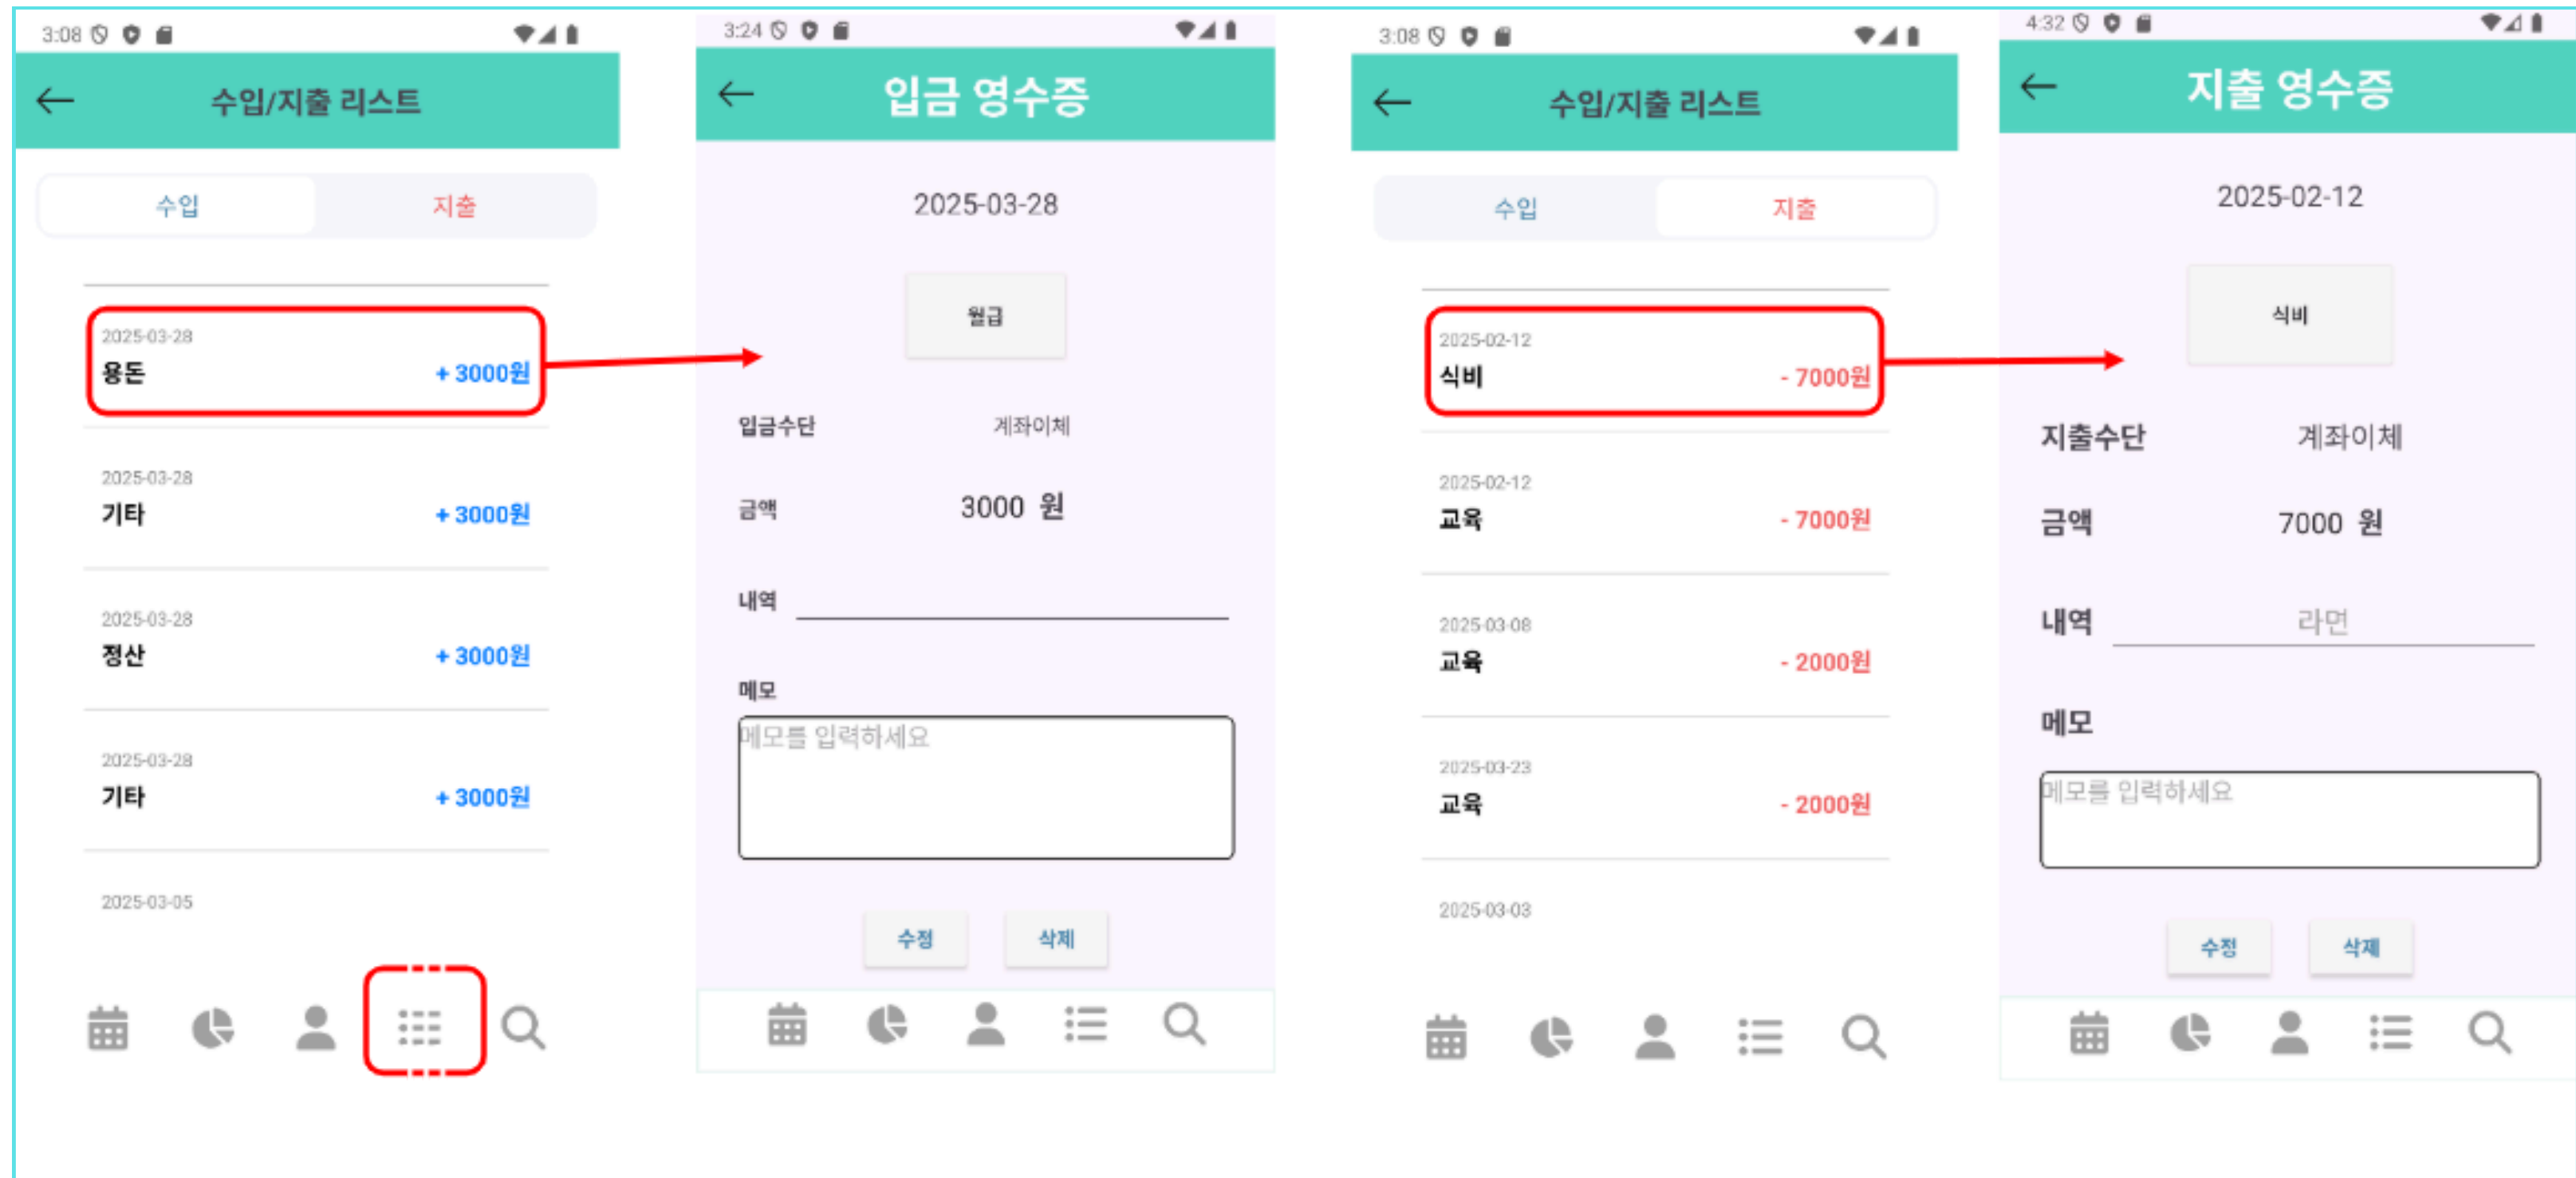 3:08
수입/지출 리스트
수입 지출
2025-03-28
용돈 + 3000원
2025-03-28
기타 + 3000원
2025-03-28
정산 + 3000원
2025-03-28
기타 + 3000원
2025-03-05
3:24
입금 영수증
2025-03-28
월급
입금수단 계좌이체
금액 3000 원
내역
메모
메모를 입력하세요
수정 삭제
3:08
수입/지출 리스트
수입 지출
2025-02-12
식비 - 7000원
2025-02-12
교육 - 7000원
2025-03-08
교육 - 2000원
2025-03-23
교육 - 2000원
2025-03-03
4:32
지출 영수증
2025-02-12
식비
지출수단 계좌이체
금액 7000 원
내역 라면
메모
메모를 입력하세요
수정 삭제